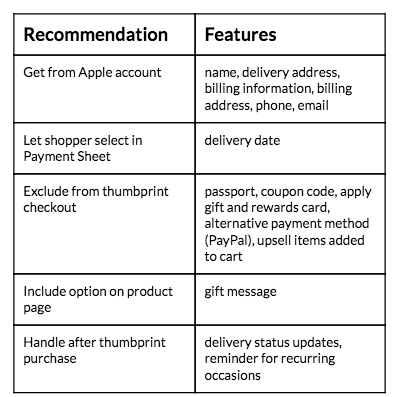 Recommendation
Features
Get from Apple account
name, delivery address,
billing information, billing
address, phone, email
Let shopper select in
Payment Sheet
delivery date
Exclude from thumbprint
checkout
passport, coupon code, apply
gift and rewards card,
alternative payment method
(PayPal), upsell items added
to cart
Include option on product
page
gift message
Handle after thumbprint
purchase
delivery status updates,
reminder for recurring
occasions